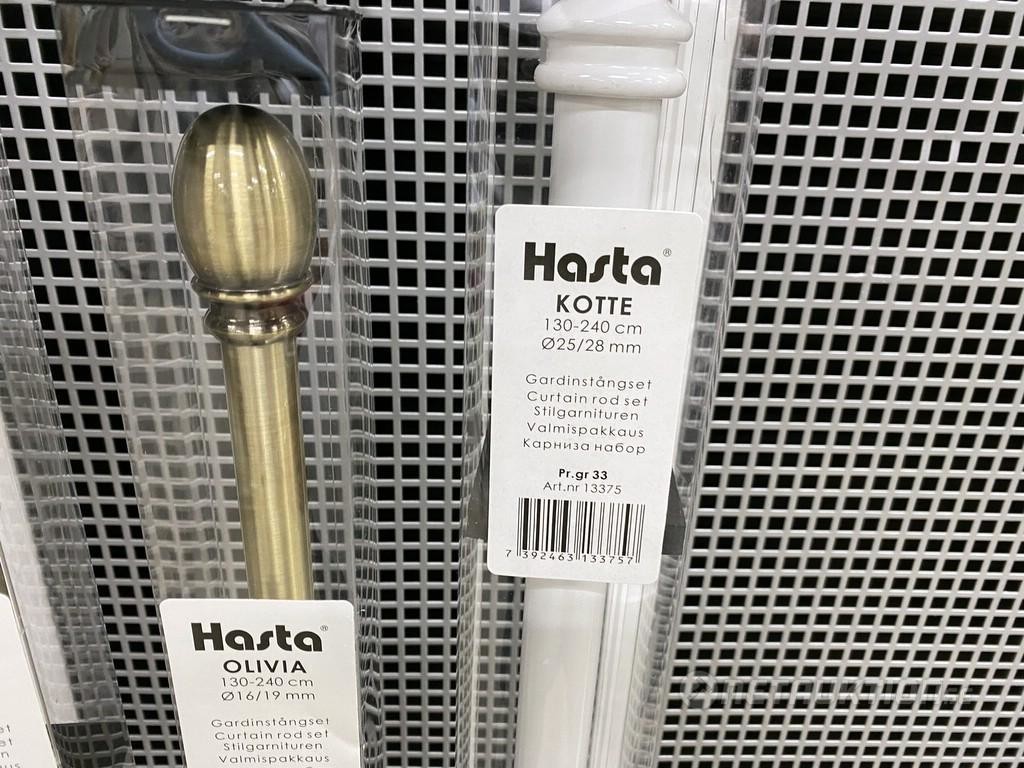 Hasta®
KOTTE
130-240 cm
Ø25/28 mm
Gardinstångset
Curtain rod set
Stilgarnituren
Valmispakkaus
Карниза набор
Pr.gr 33
Art.nr 13375
7 392463 133757
Hasta®
OLIVIA
130-240 cm
Ø16/19 mm
Gardinstångset
Curtain rod set
Stilgarnituren
Valmispakkaus